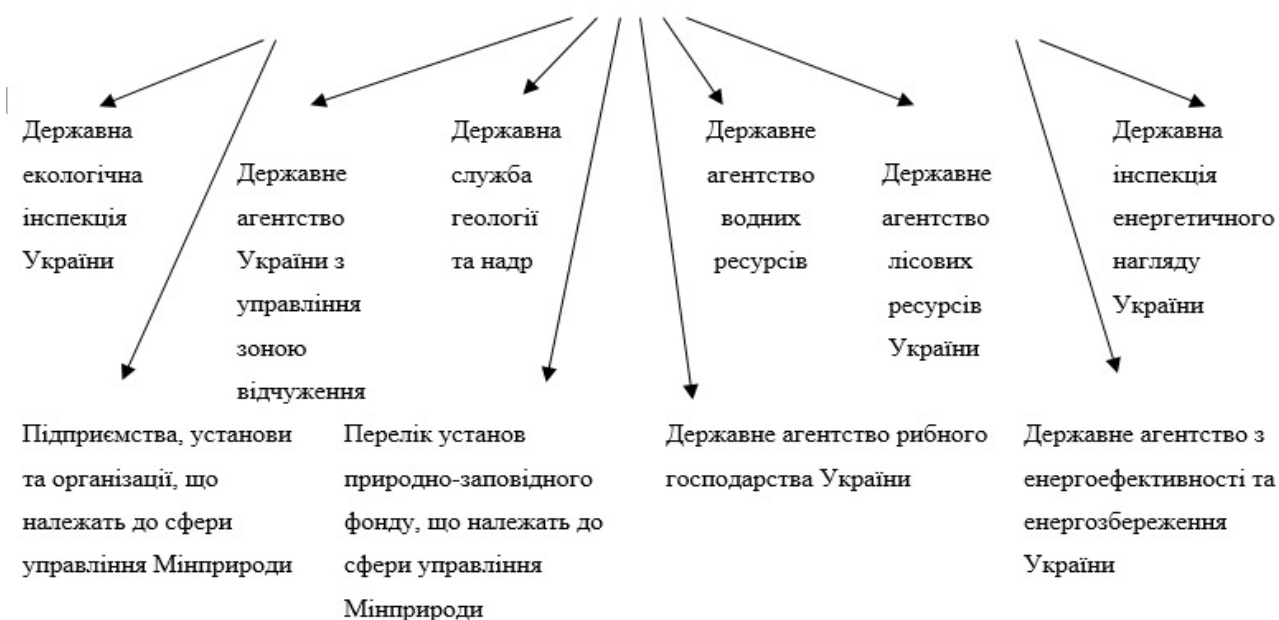 Державна
екологічна
інспекція
України
Державне
агентство
України з
управління
зоною
відчуження
Державна
служба
геології
та надр
Державне
агентство
водних
ресурсів
Державне
агентство
лісових
ресурсів
України
Державна
інспекція
енергетичного
нагляду
України
Підприємства, установи
та організації, що
належать до сфери
управління Мінприроди
Перелік установ
природно-заповідного
фонду, що належать до
сфери управління
Мінприроди
Державне агентство рибного
господарства України
Державне агентство з
енергоефективності та
енергозбереження
України